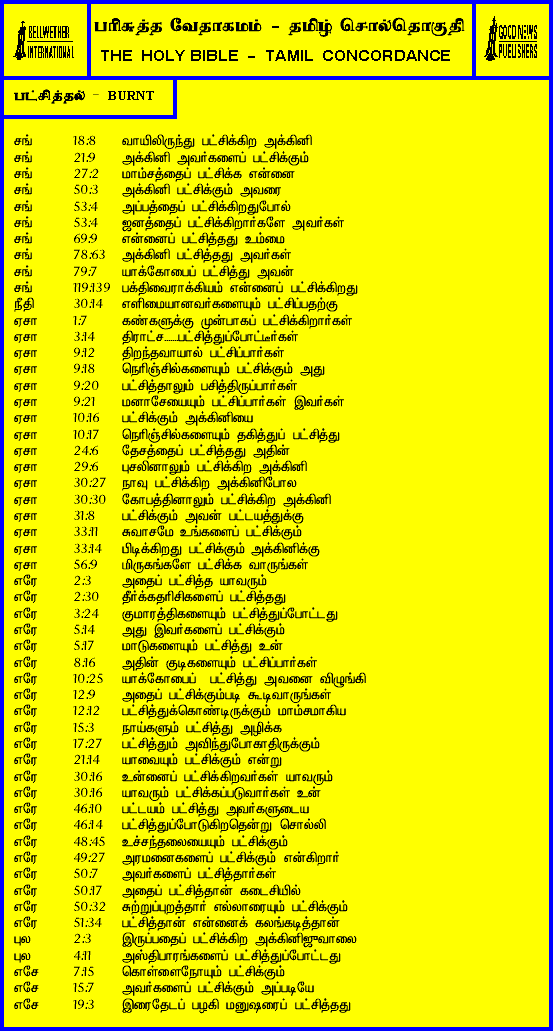 BELLWETHER
INTERNATIONAL
பரிசுத்த வேதாகமம் - தமிழ் சொல்தொகுதி
THE HOLY BIBLE - TAMIL CONCORDANCE
GOOD NEWS
PUBLISHERS
பட்சித்தல் - BURNT
சங் 18:8 வாயிலிருந்து பட்சிக்கிற அக்கினி
சங் 21:9 அக்கினி அவர்களைப் பட்சிக்கும்
சங் 27:2 மாம்சத்தைப் பட்சிக்க என்னை
சங் 50:3 அக்கினி பட்சிக்கும் அவரை
சங் 53:4 அப்பத்தைப் பட்சிக்கிறதுபோல்
சங் 53:4 ஜனத்தைப் பட்சிக்கிறார்களே அவர்கள்
சங் 69:9 என்னைப் பட்சித்தது உம்மை
சங் 78:63 அக்கினி பட்சித்தது அவர்கள்
சங் 79:7 யாக்கோபைப் பட்சித்து அவன்
சங் 119:139 பக்திவைராக்கியம் என்னைப் பட்சிக்கிறது
நீதி 30:14 எளிமையானவர்களையும் பட்சிப்பதற்கு
ஏசா 1:7 கண்களுக்கு முன்பாகப் பட்சிக்கிறார்கள்
ஏசா 3:14 திராட்ச.....பட்சித்துப்போட்டீர்கள்
ஏசா 9:12 திறந்தவாயால் பட்சிப்பார்கள்
ஏசா 9:18 நெரிஞ்சில்களையும் பட்சிக்கும் அது
ஏசா 9:20 பட்சித்தாலும் பசித்திருப்பார்கள்
ஏசா 9:21 மனாசேயையும் பட்சிப்பார்கள் இவர்கள்
ஏசா 10:16 பட்சிக்கும் அக்கினியை
ஏசா 10:17 நெரிஞ்சில்களையும் தகித்துப் பட்சித்து
ஏசா 24:6 தேசத்தைப் பட்சித்தது அதின்
ஏசா 29:6 புசலினாலும் பட்சிக்கிற அக்கினி
ஏசா 30:27 நாவு பட்சிக்கிற அக்கினிபோல
ஏசா 30:30 கோபத்தினாலும் பட்சிக்கிற அக்கினி
ஏசா 31:8 பட்சிக்கும் அவன் பட்டயத்துக்கு
ஏசா 33:11 சுவாசமே உங்களைப் பட்சிக்கும்
ஏசா 33:14 பிடிக்கிறது பட்சிக்கும் அக்கினிக்கு
ஏசா 56:9 மிருகங்களே பட்சிக்க வாருங்கள்
எரே 2:3 அதைப் பட்சித்த யாவரும்
எரே 2:30 தீர்க்கதரிசிகளைப் பட்சித்தது
எரே 3:24 குமாரத்திகளையும் பட்சித்துப்போட்டது
எரே 5:14 அது இவர்களைப் பட்சிக்கும்
எரே 5:17 மாடுகளையும் பட்சித்து உன்
எரே 8:16 அதின் குடிகளையும் பட்சிப்பார்கள்
எரே 10:25 யாக்கோபைப் பட்சித்து அவனை விழுங்கி
எரே 12:9 அதைப் பட்சிக்கும்படி கூடிவாருங்கள்
எரே 12:12 பட்சித்துக்கொண்டிருக்கும் மாம்சமாகிய
எரே 15:3 நாய்களும் பட்சித்து அழிக்க
எரே 17:27 பட்சித்தும் அவிந்துபோகாதிருக்கும்
எரே 21:14 யாவையும் பட்சிக்கும் என்று
எரே 30:16 உன்னைப் பட்சிக்கிறவர்கள் யாவரும்
எரே 30:16 யாவரும் பட்சிக்கப்படுவார்கள் உன்
எரே 46:10 பட்டயம் பட்சித்து அவர்களுடைய
எரே 46:14 பட்சித்துப்போடுகிறதென்று சொல்லி
எரே 48:45 உச்சந்தலையையும் பட்சிக்கும்
எரே 49:27 அரமனைகளைப் பட்சிக்கும் என்கிறார்
எரே 50:7 அவர்களைப் பட்சித்தார்கள்
எரே 50:17 அதைப் பட்சித்தான் கடைசியில்
எரே 50:32 சுற்றுப்புறத்தார் எல்லாரையும் பட்சிக்கும்
எரே 51:34 பட்சித்தான் என்னைக் கலங்கடித்தான்
புல 2:3 இருப்பதைப் பட்சிக்கிற அக்கினிஜுவாலை
புல 4:11 அஸ்திபாரங்களைப் பட்சித்துப்போட்டது
எசே 7:15 கொள்ளைநோயும் பட்சிக்கும்
எசே 15:7 அவர்களைப் பட்சிக்கும் அப்படியே
எசே 19:3 இரைதேடப் பழகி மனுஷரைப் பட்சித்தது